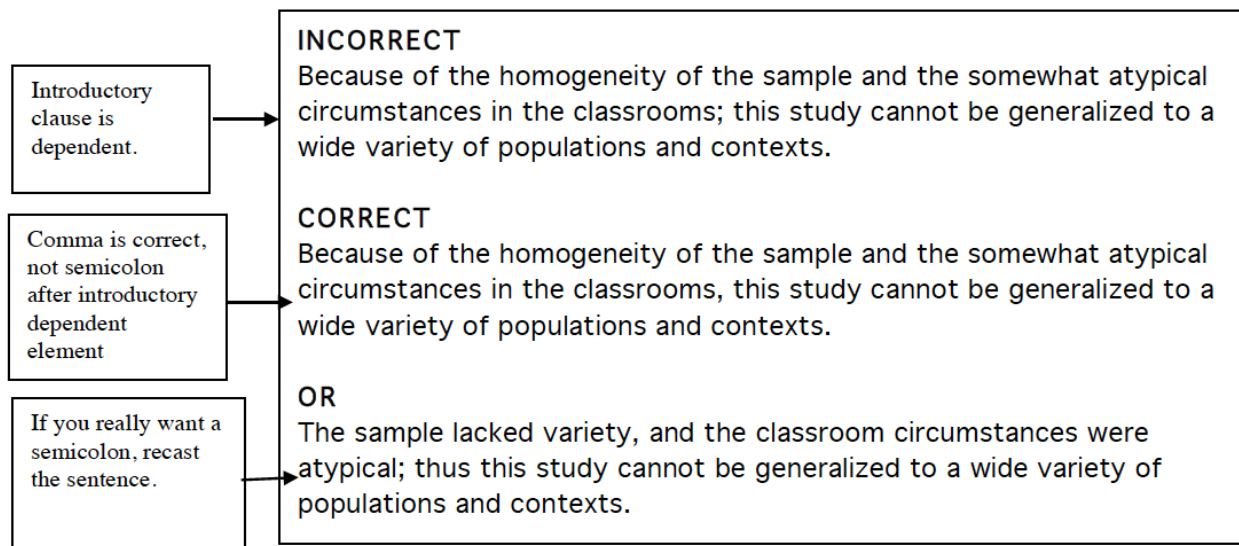 Introductory
clause is
dependent.
INCORRECT
Because of the homogeneity of the sample and the somewhat atypical
circumstances in the classrooms; this study cannot be generalized to a
wide variety of populations and contexts.
Comma is correct,
not semicolon
after introductory
dependent
element
CORRECT
Because of the homogeneity of the sample and the somewhat atypical
circumstances in the classrooms, this study cannot be generalized to a
wide variety of populations and contexts.
If you really want a
semicolon, recast
the sentence.
OR
The sample lacked variety, and the classroom circumstances were
atypical; thus this study cannot be generalized to a wide variety of
populations and contexts.